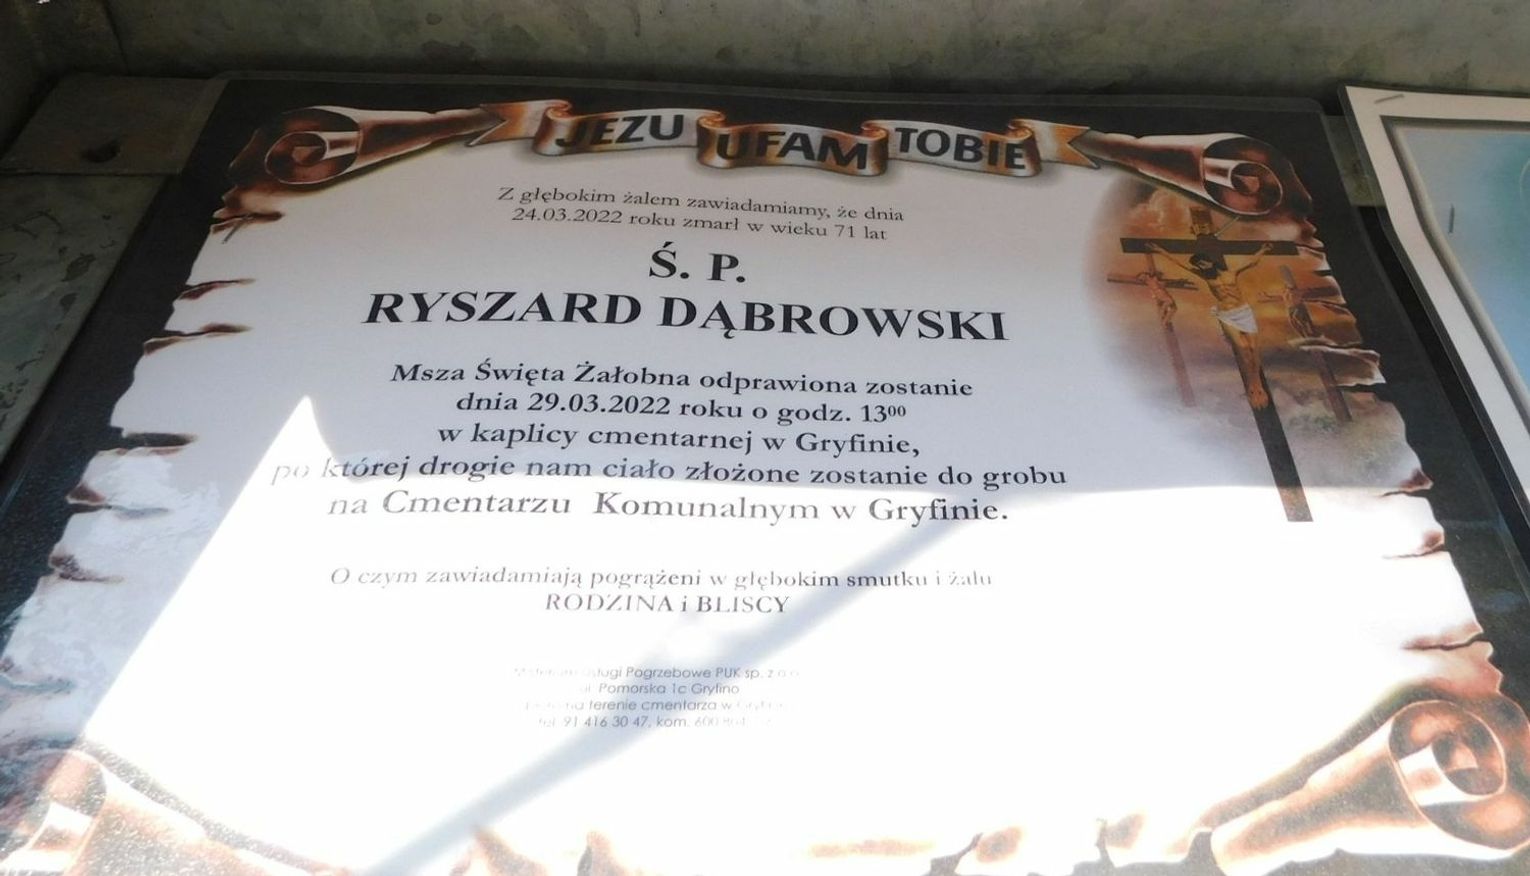 JEZU UFAM TOBIE
Z głębokim żalem zawiadamiamy, że dnia
24.03.2022 roku zmarł w wieku 71 lat
Ś. P.
RYSZARD DĄBROWSKI
Msza Święta Żałobna odprawiona zostanie
dnia 29.03.2022 roku o godz. 13⁰⁰
w kaplicy cmentarnej w Gryfinie,
po której drogie nam ciało złożone zostanie do grobu
na Cmentarzu Komunalnym w Gryfinie.
O czym zawiadamiają pogrążeni w głębokim smutku i żalu
RODZINA i BLISCY
Usługi Pogrzebowe PUK sp. z o.o.
ul. Pomorska 1c Gryfino
na terenie cmentarza w
tel. 91 416 30 47, kom. 600